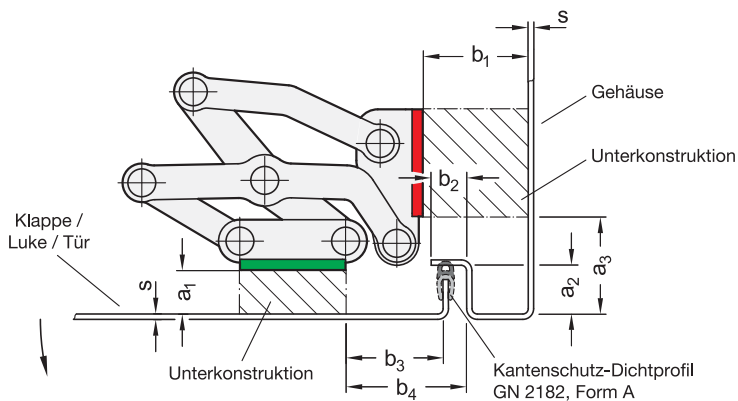 s
b₁
Gehäuse
Unterkonstruktion
b₂
Klappe /
Luke / Tür
s
a₁
a₂
a₃
b₃
b₄
Unterkonstruktion
Kantenschutz-Dichtprofil
GN 2182, Form A